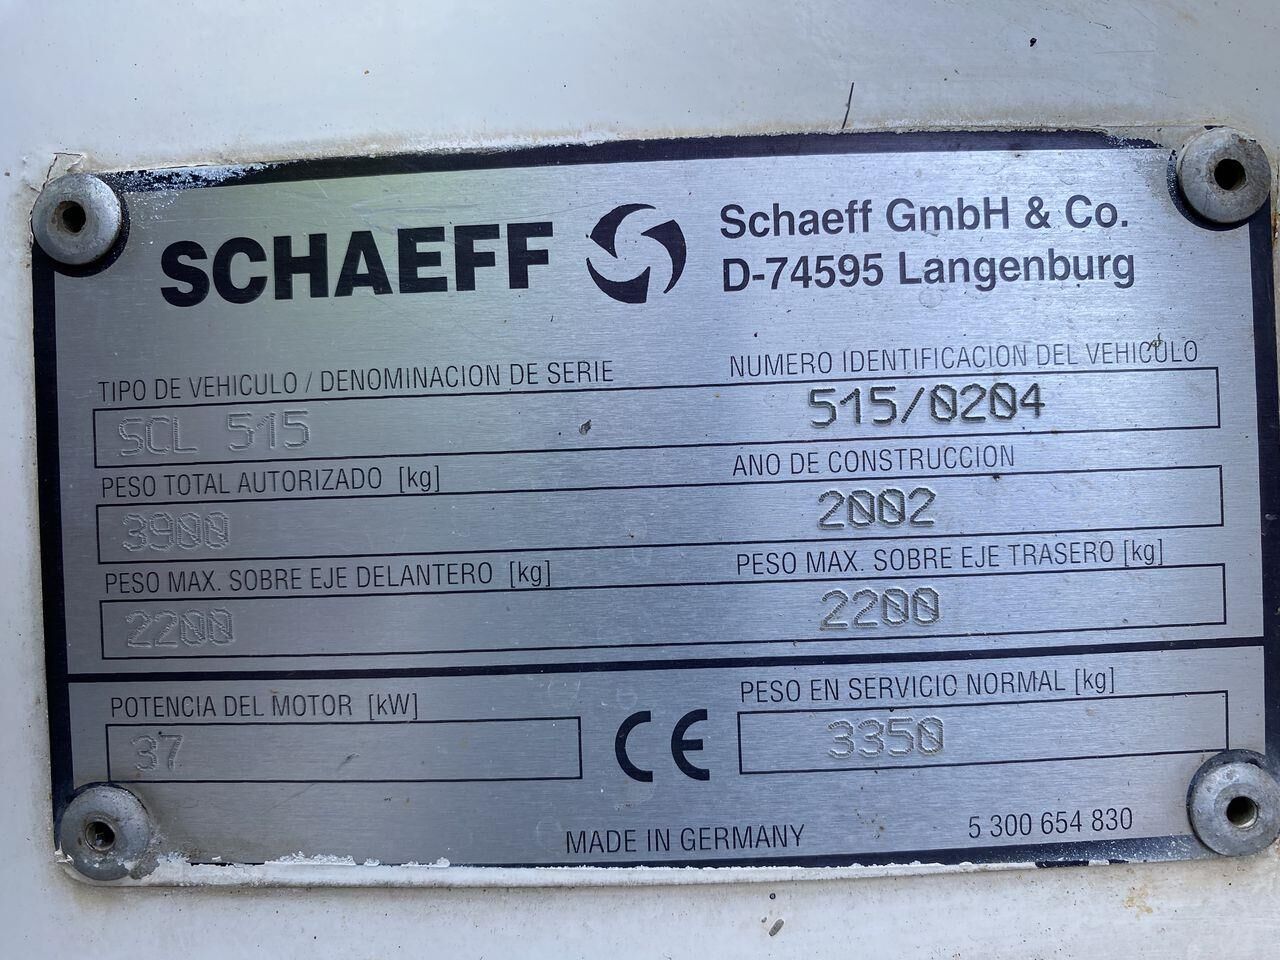 SCHAEFF
Schaeff GmbH & Co.
D-74595 Langenburg
TIPO DE VEHICULO / DENOMINACION DE SERIE
SCL 515
NUMERO IDENTIFICACION DEL VEHICULO
515/0204
PESO TOTAL AUTORIZADO [kg]
3900
ANO DE CONSTRUCCION
2002
PESO MAX. SOBRE EJE DELANTERO [kg]
2200
PESO MAX. SOBRE EJE TRASERO [kg]
2200
POTENCIA DEL MOTOR [kW]
37
CE
PESO EN SERVICIO NORMAL [kg]
3350
MADE IN GERMANY
5 300 654 830